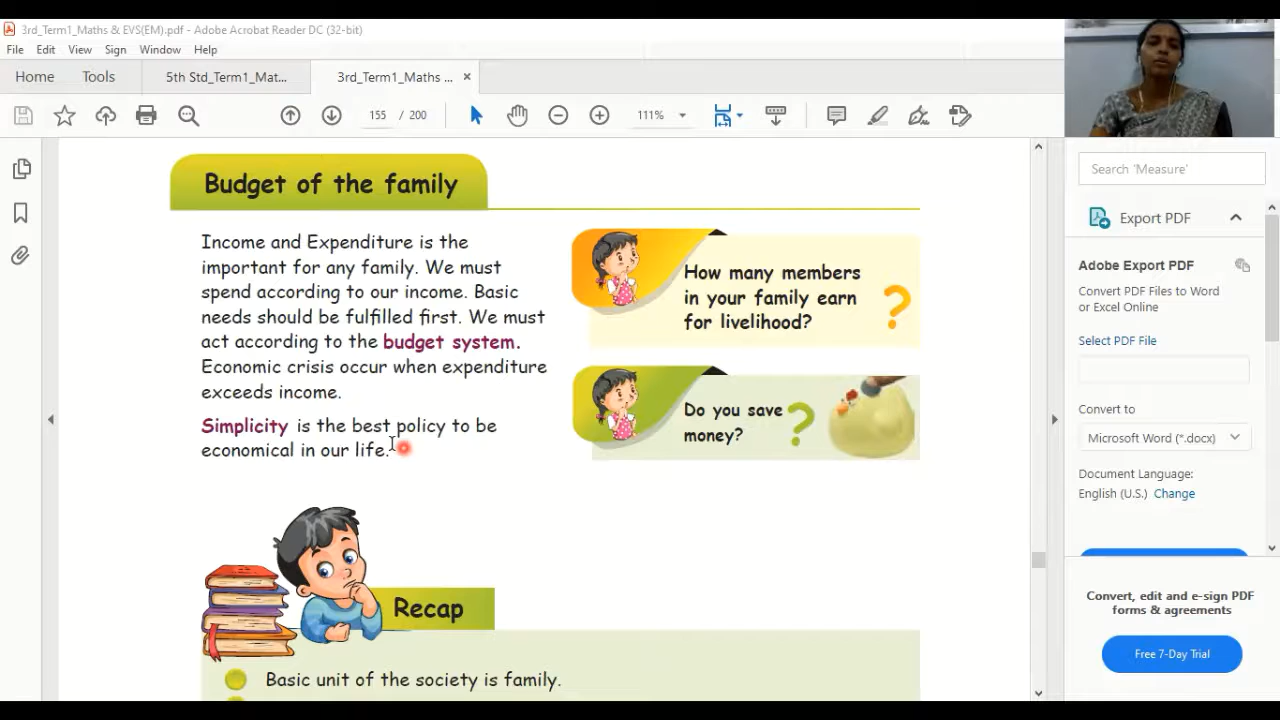 3rd_Term1_Maths & EVS(EM).pdf - Adobe Acrobat Reader DC (32-bit)
File Edit View Sign Window Help
Home Tools 5th Std_Term1_Mat... 3rd_Term1_Maths ... ×
155 / 200 111%
Search 'Measure'
Export PDF
Adobe Export PDF
Convert PDF Files to Word
or Excel Online
Select PDF File
Convert to
Microsoft Word (*.docx)
Document Language:
English (U.S.) Change
Convert, edit and e-sign PDF
forms & agreements
Free 7-Day Trial
Budget of the family
Income and Expenditure is the
important for any family. We must
spend according to our income. Basic
needs should be fulfilled first. We must
act according to the budget system.
Economic crisis occur when expenditure
exceeds income.
Simplicity is the best policy to be
economical in our life.
How many members
in your family earn
for livelihood?
Do you save
money?
Recap
Basic unit of the society is family.